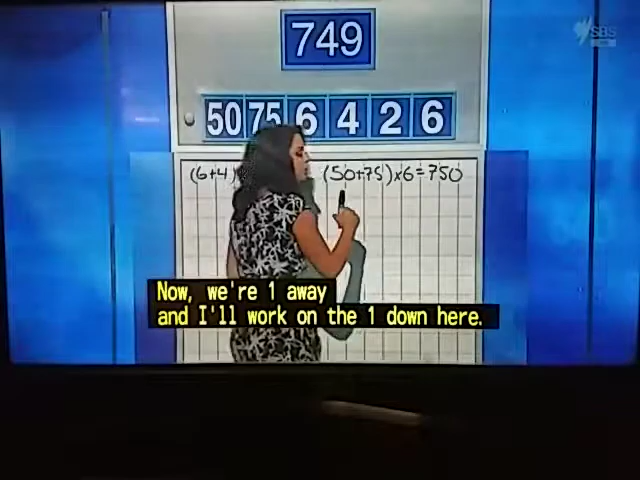 749
SBS
50 75 6 4 2 6
(6+4) (50+75)x6=750
Now, we're 1 away
and I'll work on the 1 down here.